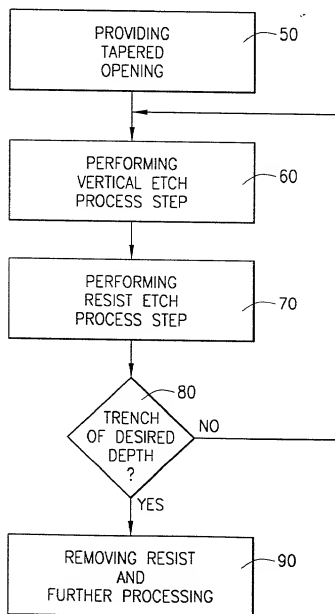 PROVIDING
TAPERED
OPENING
50
PERFORMING
VERTICAL ETCH
PROCESS STEP
60
PERFORMING
RESIST ETCH
PROCESS STEP
70
80
TRENCH
OF DESIRED
DEPTH
?
NO
YES
REMOVING RESIST
AND
FURTHER PROCESSING
90